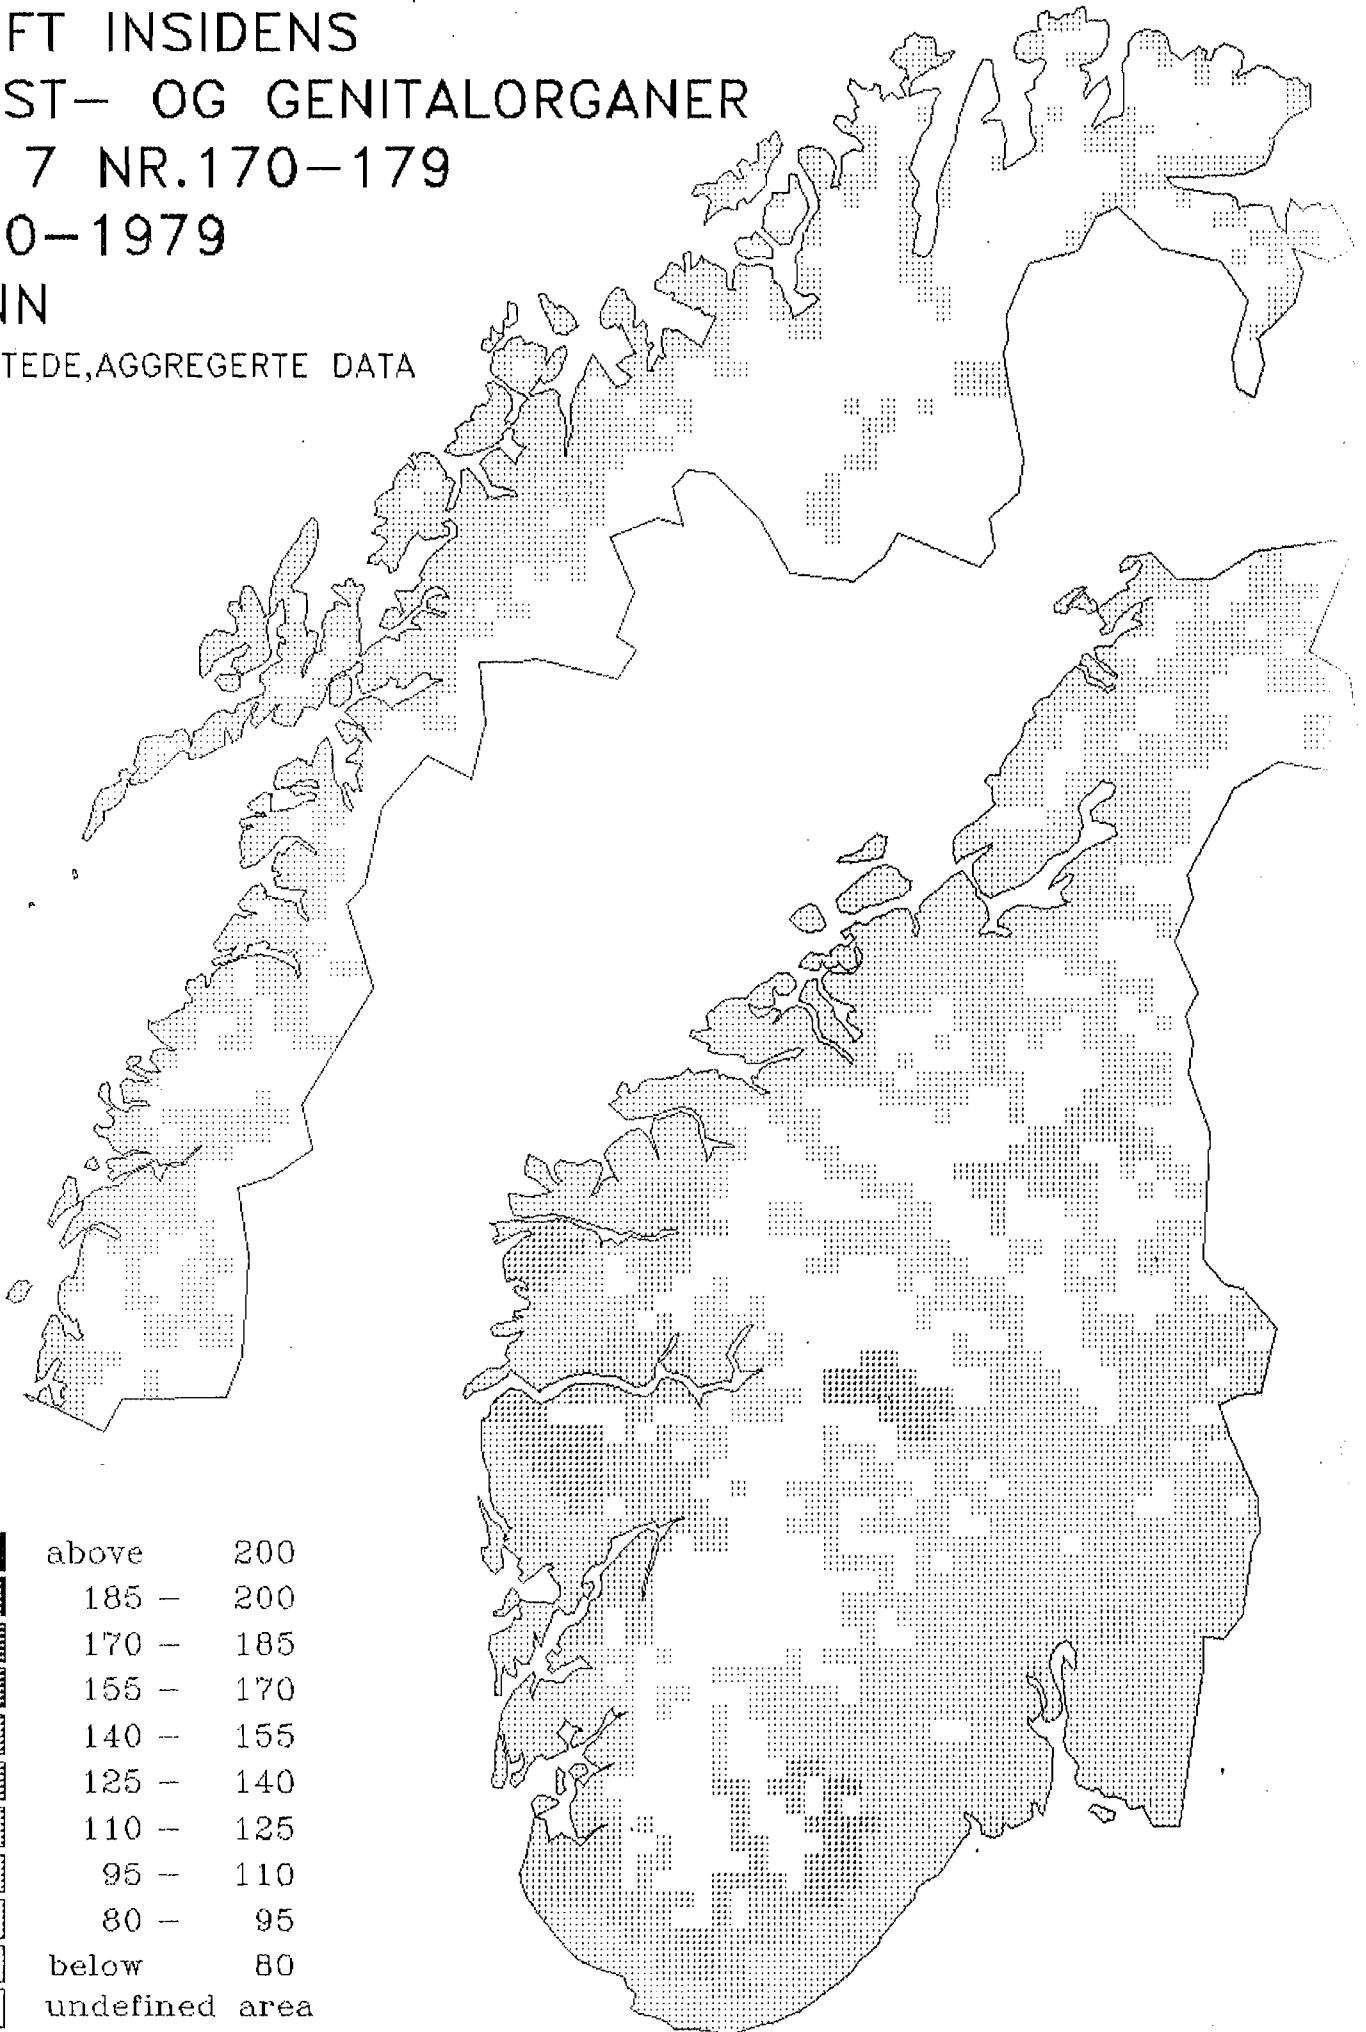 FT INSIDENS
ST- OG GENITALORGANER
7 NR.170-179
0-1979
NN
TEDE,AGGREGERTE DATA
above 200
185 - 200
170 - 185
155 - 170
140 - 155
125 - 140
110 - 125
95 - 110
80 - 95
below 80
undefined area